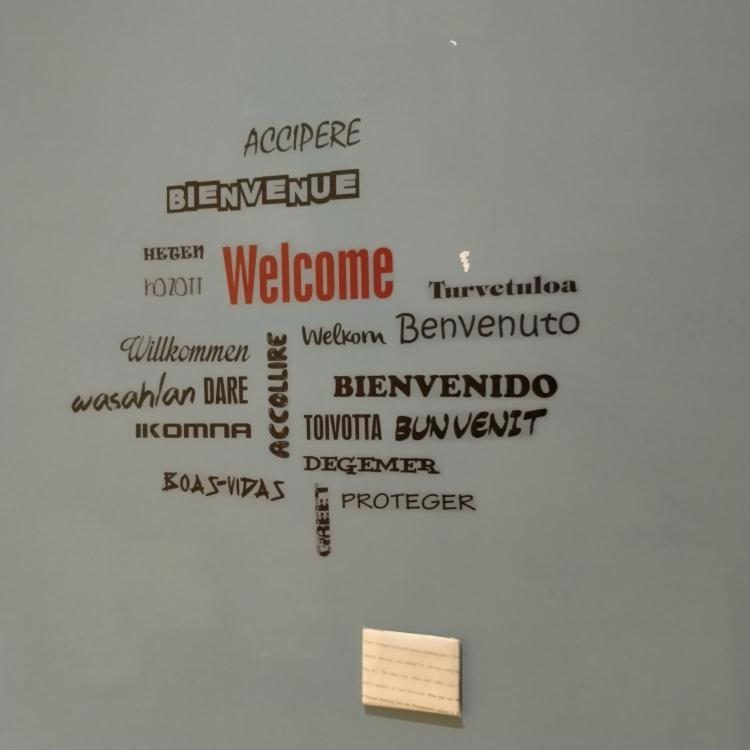 ACCIPERE
BIENVENUE
HETEN
hOZOTT
Welcome
Turvetuloa
Welkom
Benvenuto
Willkommen
ACCOLLIRE
BIENVENIDO
wasahlan
DARE
IKOMNA
TOIVOTTA
BUNVENIT
DEGEMER
BOAS-VIDAS
GREET
PROTEGER